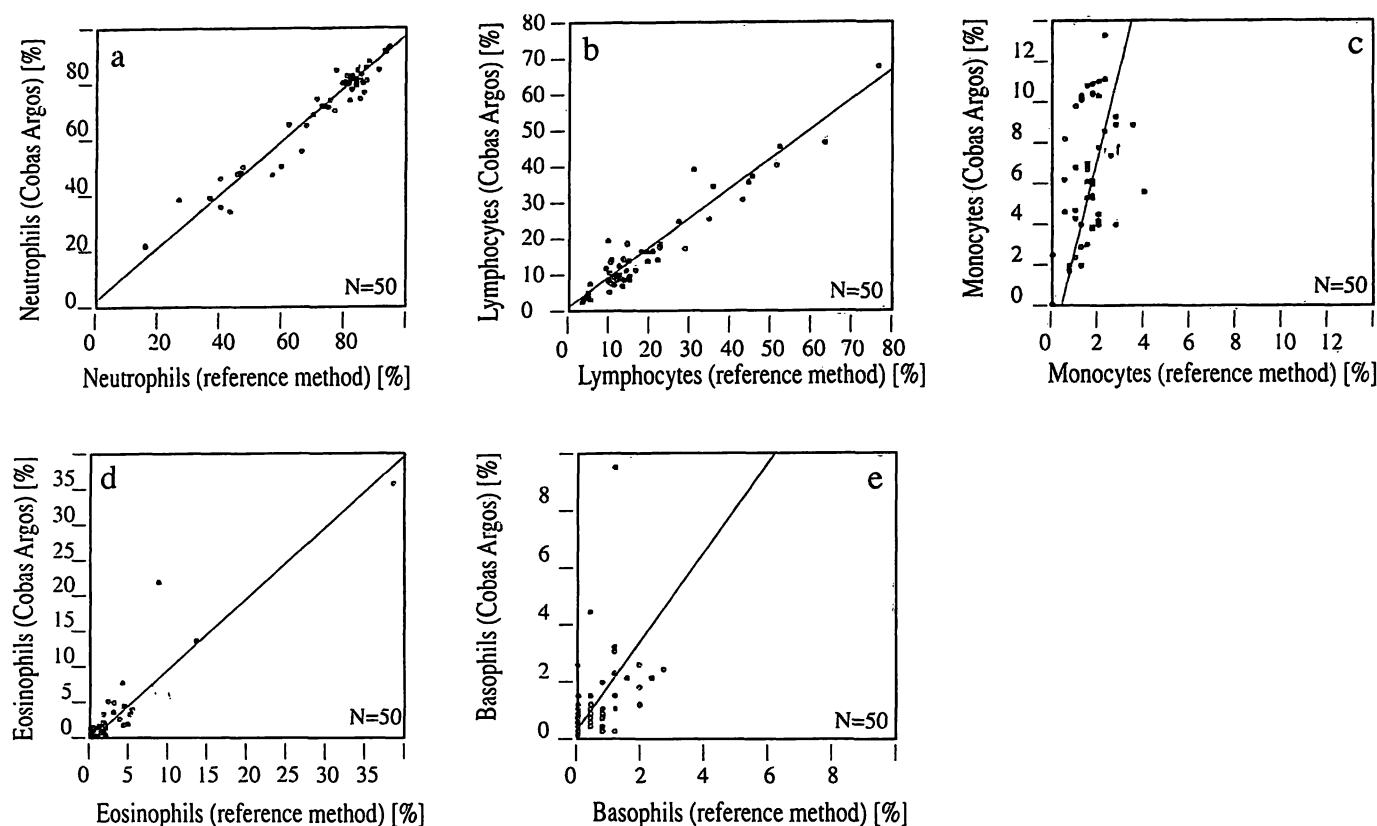 a
Neutrophils (Cobas Argos) [%]
80
60
40
20
0
N=50
0 20 40 60 80
Neutrophils (reference method) [%]
b
Lymphocytes (Cobas Argos) [%]
80
70
60
50
40
30
20
10
0
N=50
0 10 20 30 40 50 60 70 80
Lymphocytes (reference method) [%]
c
Monocytes (Cobas Argos) [%]
12
10
8
6
4
2
0
N=50
0 2 4 6 8 10 12
Monocytes (reference method) [%]
d
Eosinophils (Cobas Argos) [%]
35
30
25
20
15
10
5
0
N=50
0 5 10 15 20 25 30 35
Eosinophils (reference method) [%]
e
Basophils (Cobas Argos) [%]
8
6
4
2
0
N=50
0 2 4 6 8
Basophils (reference method) [%]